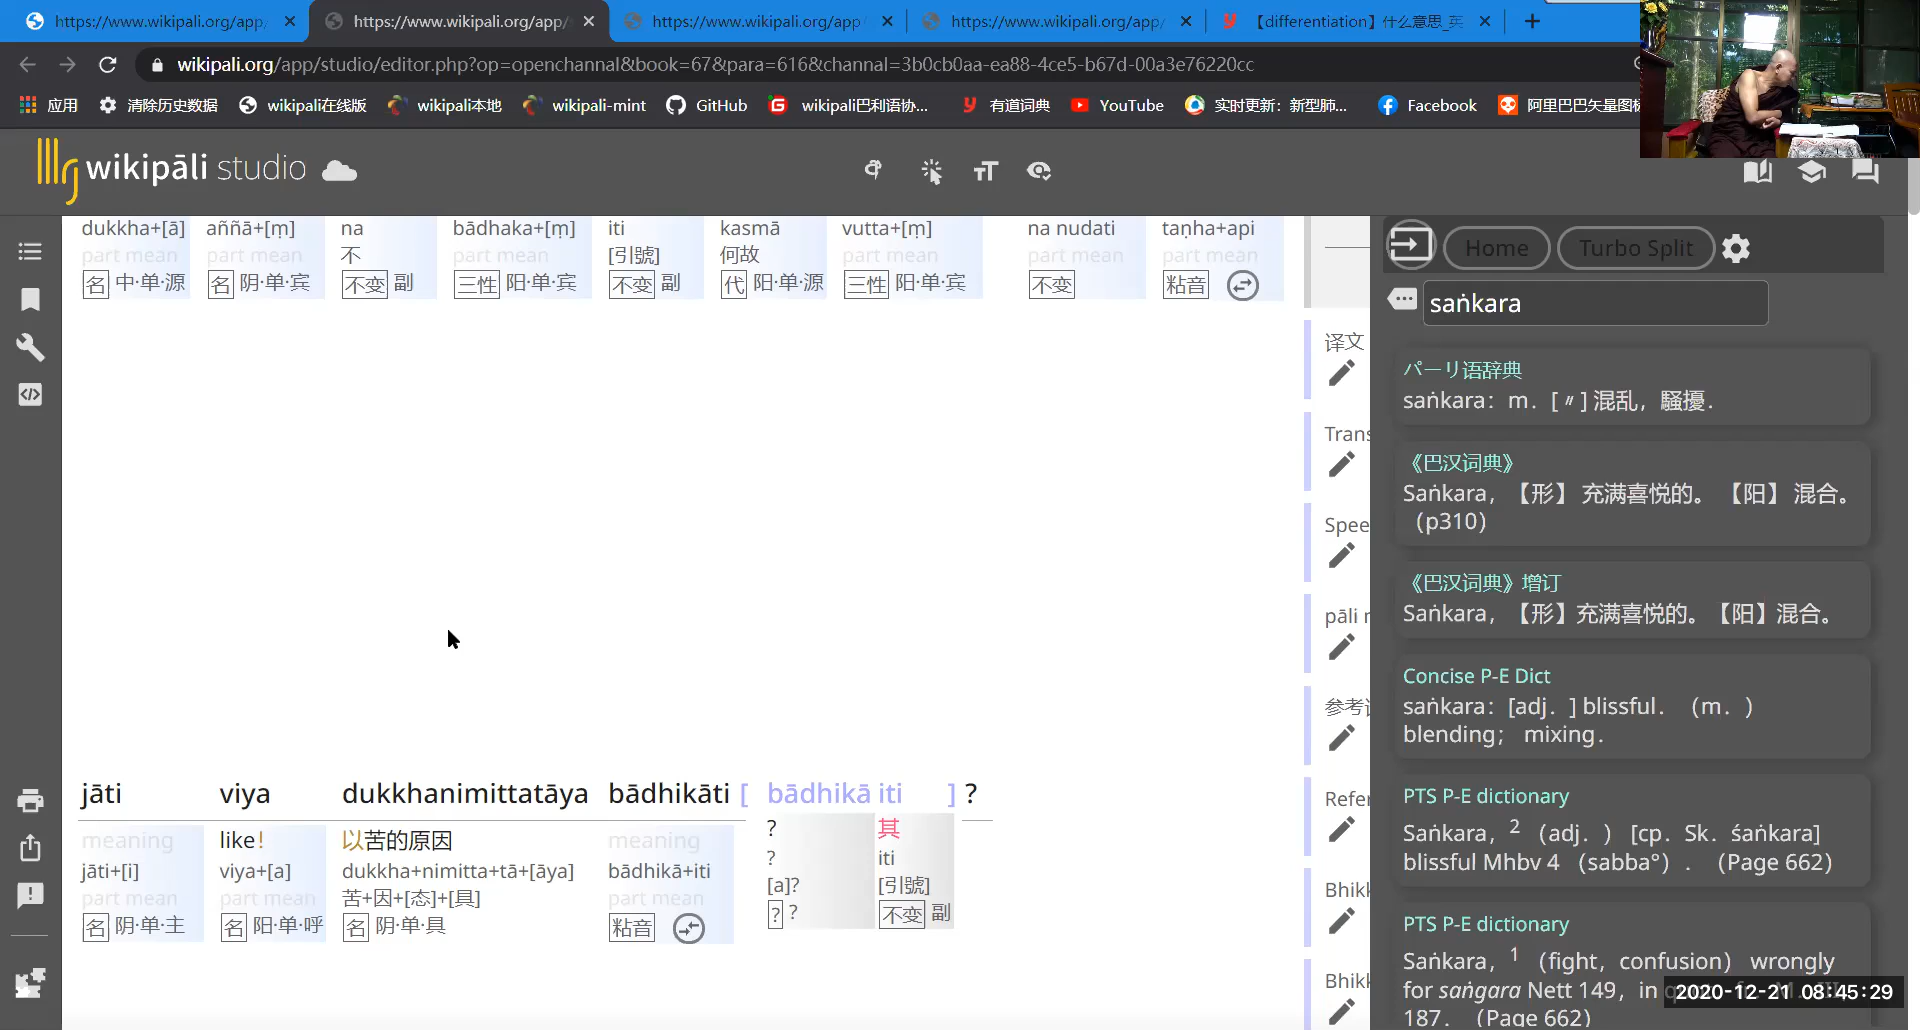 https://www.wikipali.org/app/ https://www.wikipali.org/app/ https://www.wikipali.org/app https://www.wikipali.org/app/ 【differentiation】什么意思_英
wikipali.org/app/studio/editor.php?op=openchannal&book=67&para=616&channal=3b0cb0aa-ea88-4ce5-b67d-00a3e76220cc
应用 清除历史数据 wikipali在线版 wikipali本地 wikipali-mint GitHub wikipali巴利语协... 有道词典 YouTube 实时更新：新型肺... Facebook 阿里巴巴矢量图标
wikipāli studio
dukkha+[ā] aññā+[ṃ] na bādhaka+[ṃ] iti kasmā vutta+[ṃ] na nudati taṇha+api
part mean part mean 不 part mean [引號] 何故 part mean part mean part mean
名 中·单·源 名 阴·单·宾 不变 副 三性 阳·单·宾 不变 副 代 阳·单·源 三性 阳·单·宾 不变 粘音
jāti viya dukkhanimittatāya bādhikāti [ bādhikā iti ] ?
meaning like! 以苦的原因 meaning ? 其
jāti+[i] viya+[a] dukkha+nimitta+tā+[āya] bādhikā+iti ? iti
part mean part mean 苦+因+[态]+[具] part mean [a]? [引號]
名 阴·单·主 名 阳·单·呼 名 阴·单·具 粘音 ? ? 不变 副
译文
Trans
Spee
pāli r
参考
Refer
Bhikk
Bhikk
Home Turbo Split
saṅkara
パーリ语辞典
saṅkara：m．[〃] 混乱，騒擾．
《巴汉词典》
Saṅkara，【形】 充满喜悦的。 【阳】 混合。
(p310)
《巴汉词典》增订
Saṅkara，【形】充满喜悦的。【阳】混合。
Concise P-E Dict
saṅkara：[adj．] blissful．（m．)
blending； mixing．
PTS P-E dictionary
Saṅkara，2（adj．）[cp．Sk．śaṅkara]
blissful Mhbv 4（sabba°）．（Page 662）
PTS P-E dictionary
Saṅkara，1（fight，confusion）wrongly
for saṅgara Nett 149，in
187．（Page 662）
2020-12-21 08:45:29